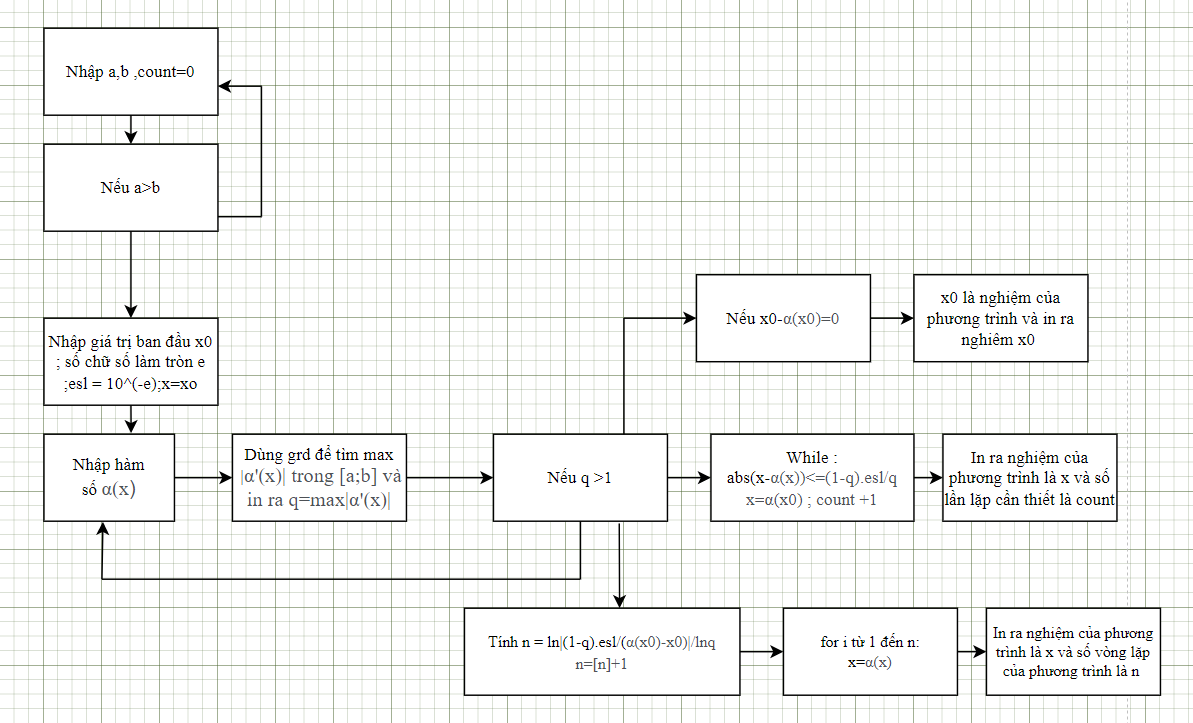 Nhập a,b ,count=0
Nếu a>b
Nhập giá trị ban đầu x0
; số chữ số làm tròn e
;esl = 10^(-e);x=xo
Nhập hàm
số α(x)
Dùng grd để tìm max
|α'(x)| trong [a;b] và
in ra q=max|α'(x)|
Nếu q >1
Nếu x0-α(x0)=0
x0 là nghiệm của
phương trình và in ra
nghiêm x0
While :
abs(x-α(x))<=(1-q).esl/q
x=α(x0) ; count +1
In ra nghiệm của
phương trình là x và số
lần lặp cần thiết là count
Tính n = ln|(1-q).esl/(α(x0)-x0)|/lnq
n=[n]+1
for i từ 1 đến n:
x=α(x)
In ra nghiệm của phương
trình là x và số vòng lặp
của phương trình là n